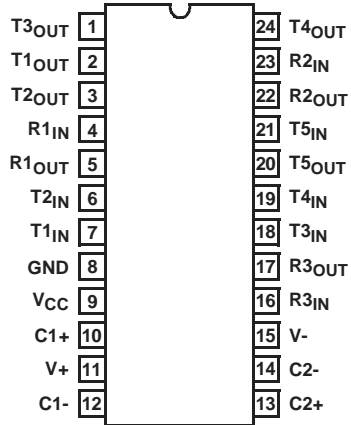 T3OUT 1 24 T4OUT
T1OUT 2 23 R2IN
T2OUT 3 22 R2OUT
R1IN 4 21 T5IN
R1OUT 5 20 T5OUT
T2IN 6 19 T4IN
T1IN 7 18 T3IN
GND 8 17 R3OUT
VCC 9 16 R3IN
C1+ 10 15 V-
V+ 11 14 C2-
C1- 12 13 C2+